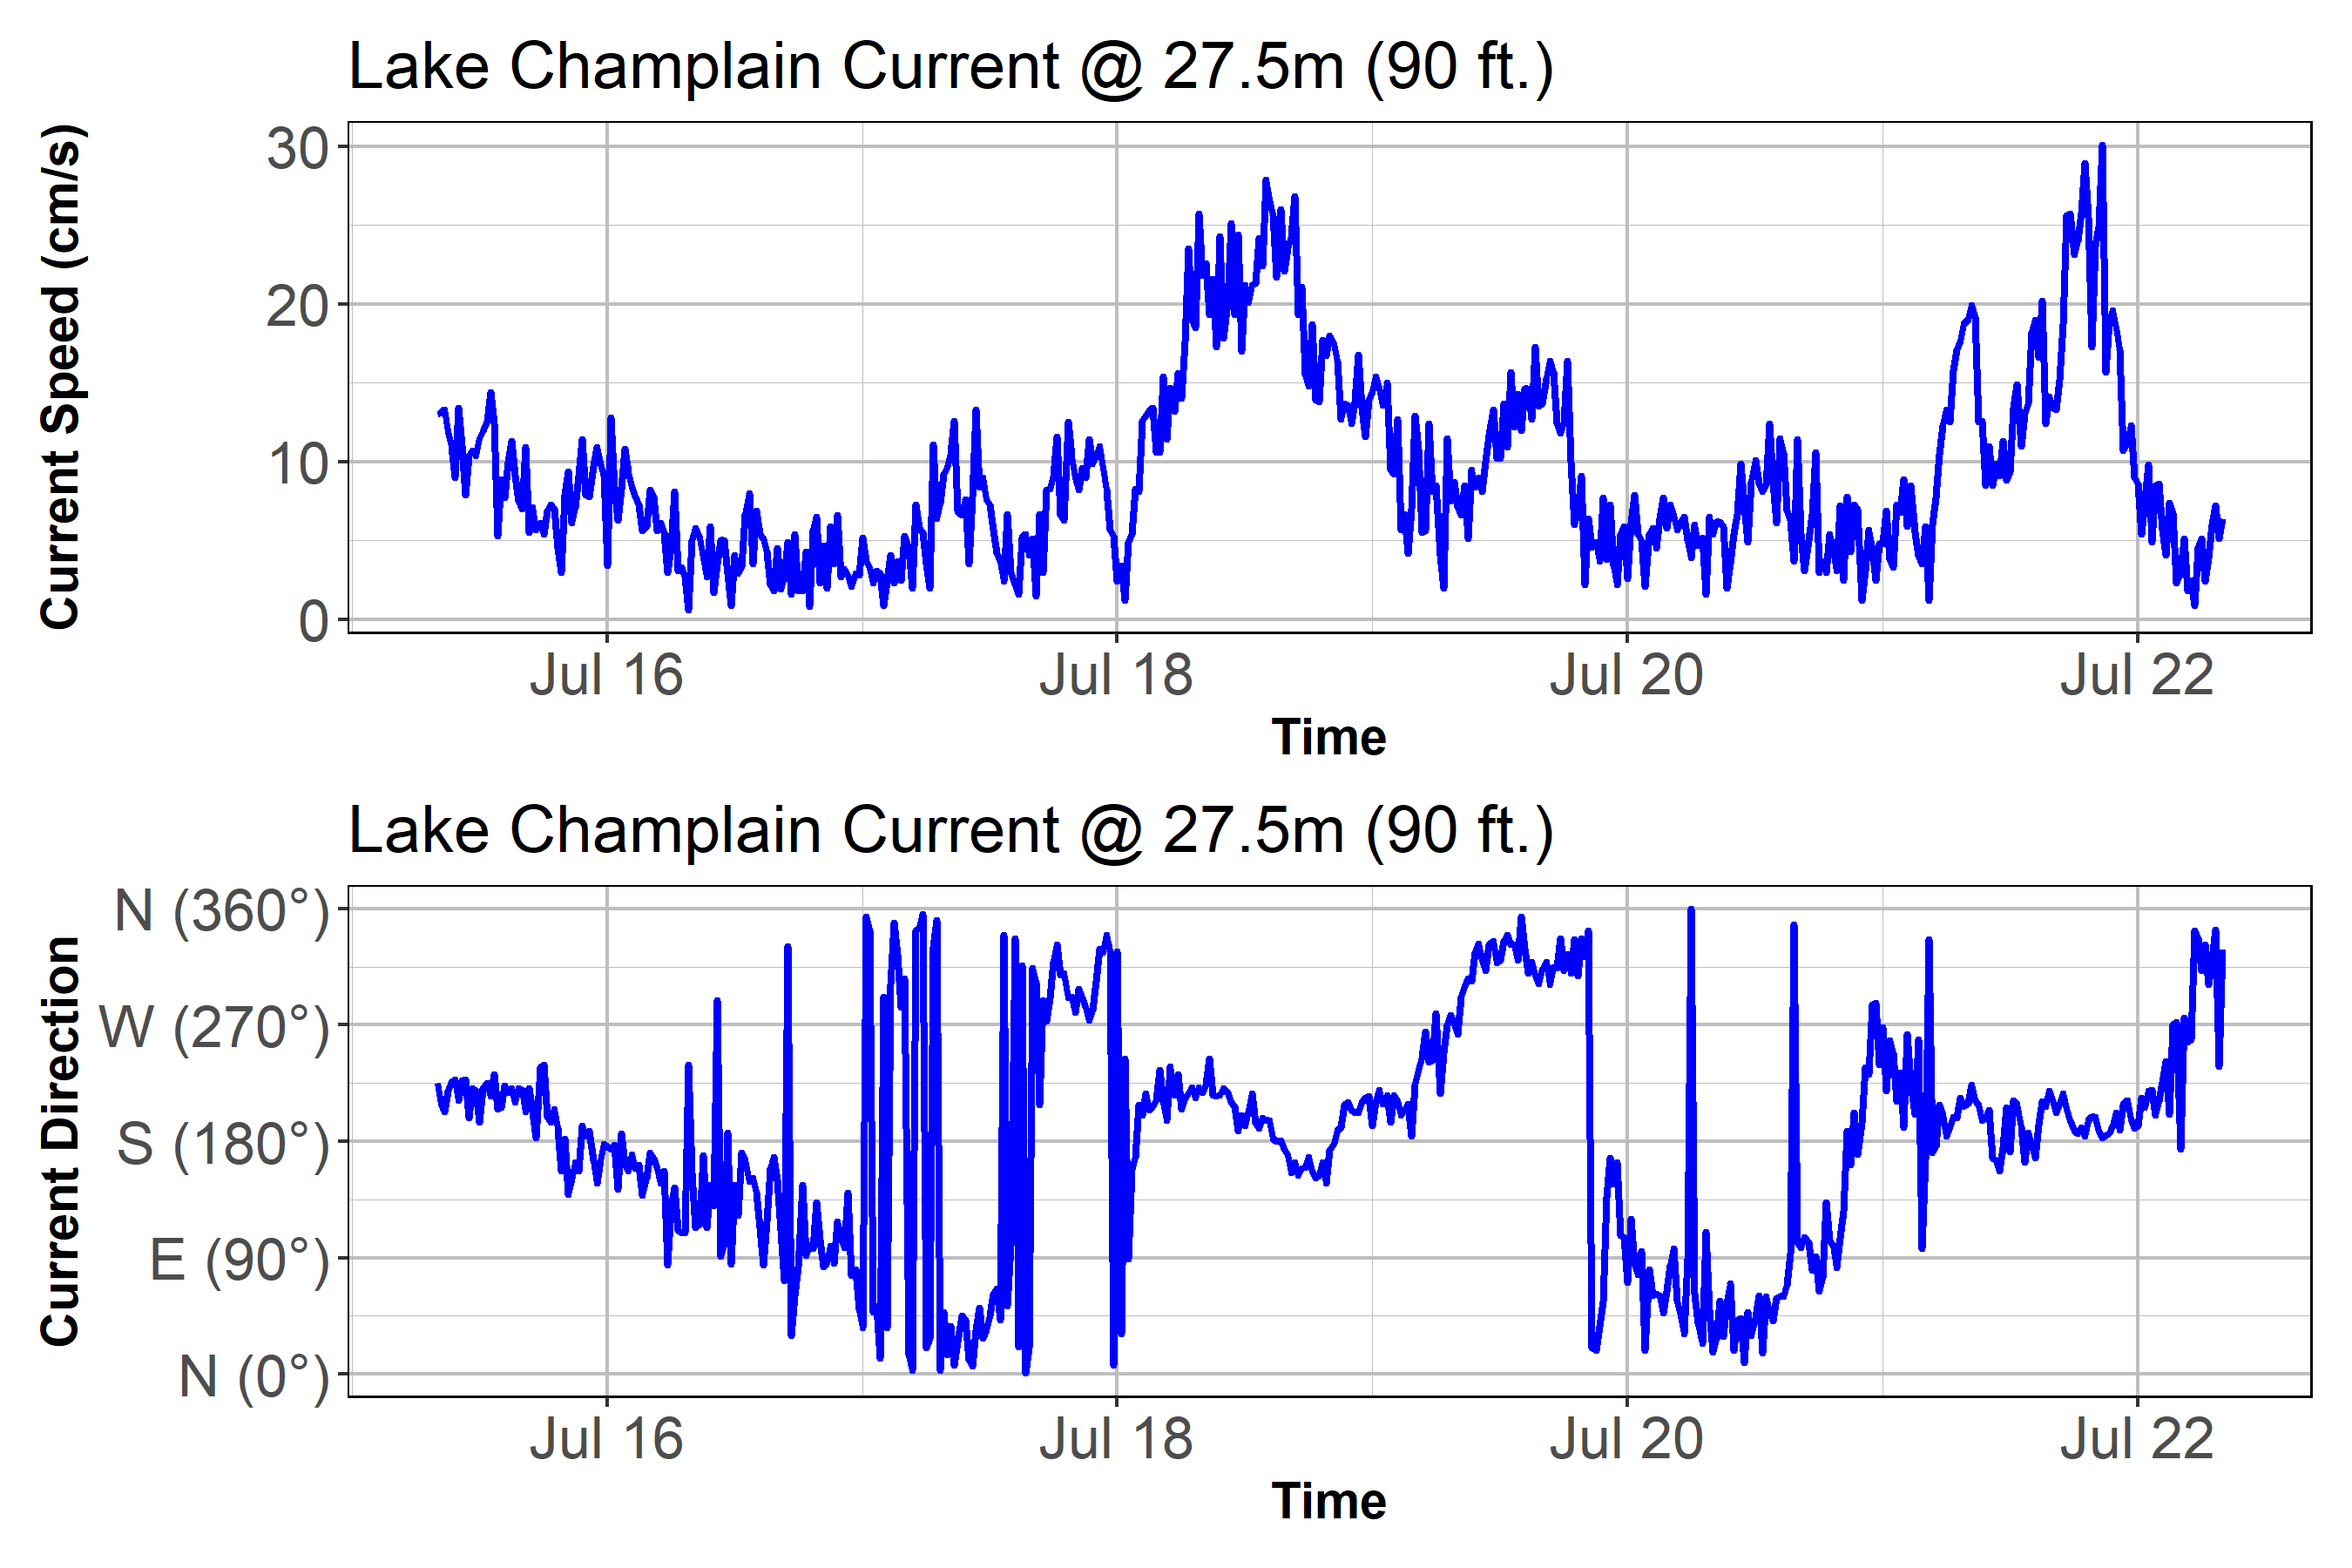 Lake Champlain Current @ 27.5m (90 ft.)
Current Speed (cm/s)
30
20
10
0
Jul 16 Jul 18 Jul 20 Jul 22
Time
Lake Champlain Current @ 27.5m (90 ft.)
Current Direction
N (360°)
W (270°)
S (180°)
E (90°)
N (0°)
Jul 16 Jul 18 Jul 20 Jul 22
Time